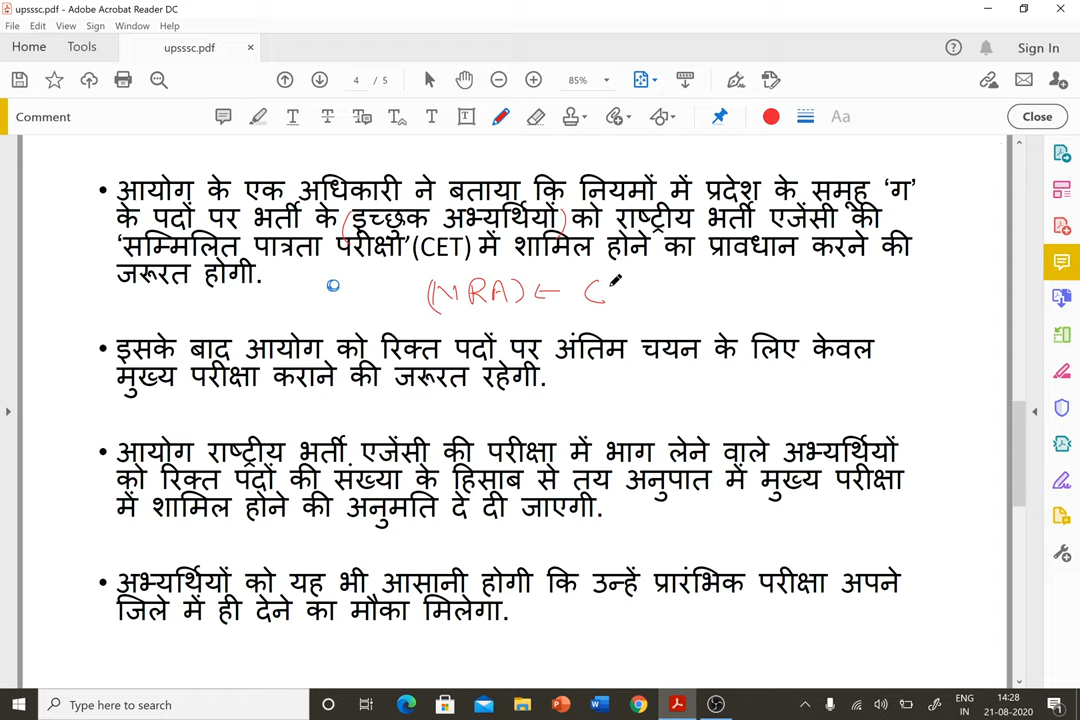 upsssc.pdf - Adobe Acrobat Reader DC
File Edit View Sign Window Help
Home Tools upsssc.pdf Sign In
4 / 5 85%
Comment Aa Close
• आयोग के एक अधिकारी ने बताया कि नियमों में प्रदेश के समूह ‘ग’
के पदों पर भर्ती के इच्छुक अभ्यर्थियों को राष्ट्रीय भर्ती एजेंसी की
‘सम्मिलित पात्रता परीक्षा’(CET) में शामिल होने का प्रावधान करने की
जरूरत होगी.
(NRA) ← C
• इसके बाद आयोग को रिक्त पदों पर अंतिम चयन के लिए केवल
मुख्य परीक्षा कराने की जरूरत रहेगी.
• आयोग राष्ट्रीय भर्ती एजेंसी की परीक्षा में भाग लेने वाले अभ्यर्थियों
को रिक्त पदों की संख्या के हिसाब से तय अनुपात में मुख्य परीक्षा
में शामिल होने की अनुमति दे दी जाएगी.
• अभ्यर्थियों को यह भी आसानी होगी कि उन्हें प्रारंभिक परीक्षा अपने
जिले में ही देने का मौका मिलेगा.
Type here to search
ENG 14:28
IN 21-08-2020